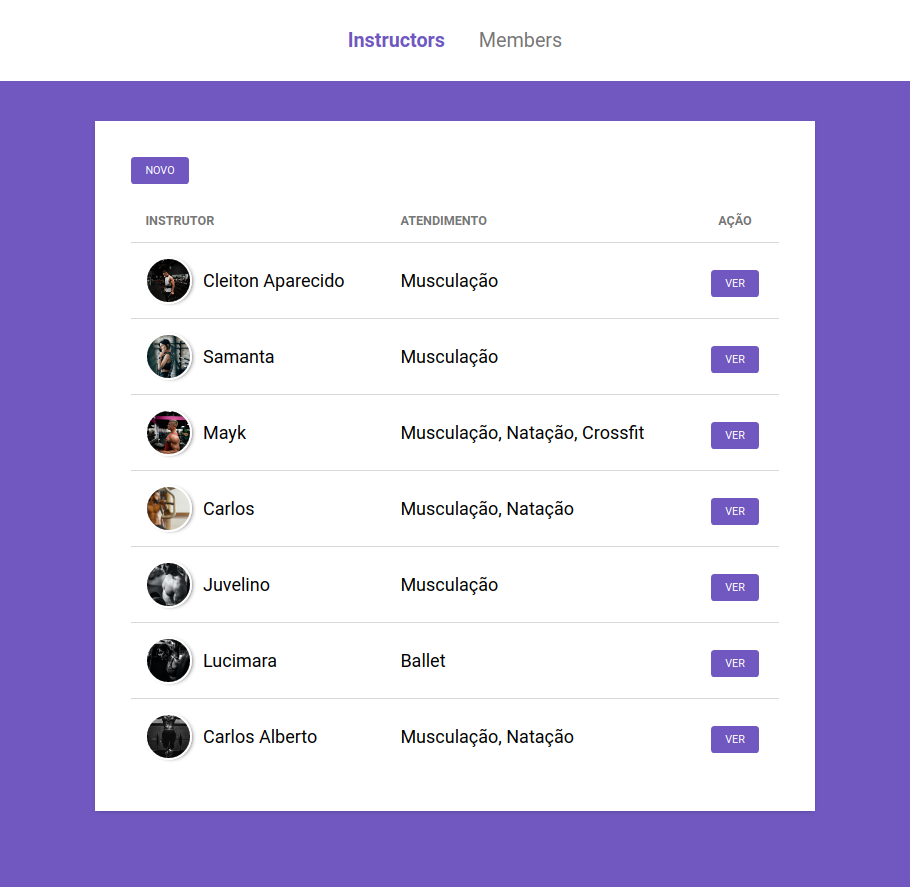 Instructors Members
NOVO
INSTRUTOR ATENDIMENTO AÇÃO
Cleiton Aparecido Musculação VER
Samanta Musculação VER
Mayk Musculação, Natação, Crossfit VER
Carlos Musculação, Natação VER
Juvelino Musculação VER
Lucimara Ballet VER
Carlos Alberto Musculação, Natação VER